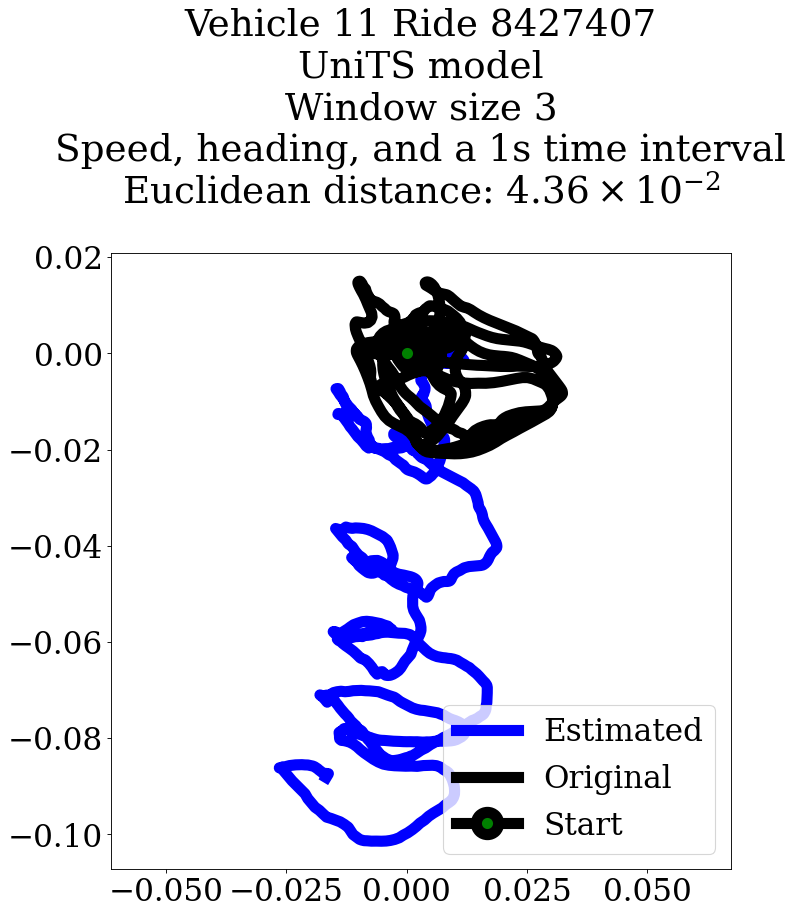 Vehicle 11 Ride 8427407
UniTS model
Window size 3
Speed, heading, and a 1s time interval
Euclidean distance: 4.36 × 10⁻²
0.02
0.00
−0.02
−0.04
−0.06
−0.08
−0.10
Estimated
Original
Start
−0.050 −0.025 0.000 0.025 0.050